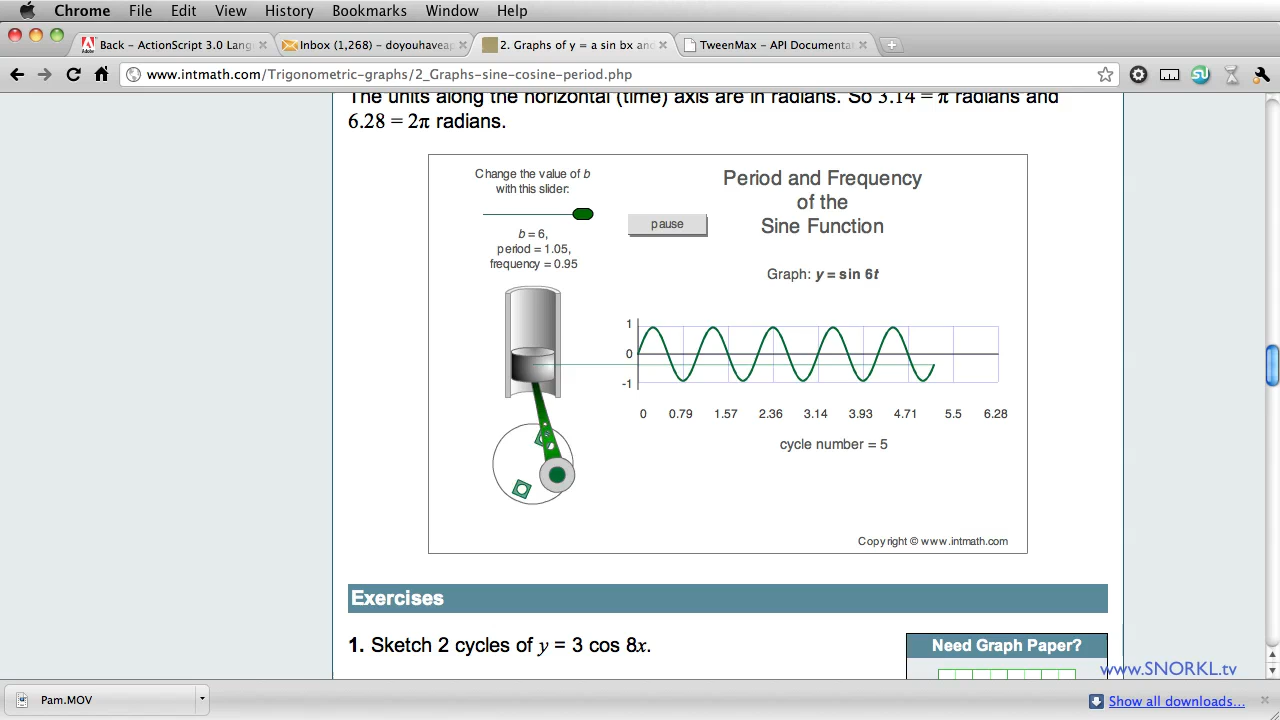 Chrome File Edit View History Bookmarks Window Help
Back - ActionScript 3.0 Lang
Inbox (1,268) - doyouhaveap
2. Graphs of y = a sin bx and
TweenMax - API Documenta
www.intmath.com/Trigonometric-graphs/2_Graphs-sine-cosine-period.php
The units along the horizontal (time) axis are in radians. So 3.14 = π radians and
6.28 = 2π radians.
Change the value of b
with this slider:
b = 6,
period = 1.05,
frequency = 0.95
pause
Period and Frequency
of the
Sine Function
Graph: y = sin 6t
1
0
-1
0 0.79 1.57 2.36 3.14 3.93 4.71 5.5 6.28
cycle number = 5
Copyright © www.intmath.com
Exercises
1. Sketch 2 cycles of y = 3 cos 8x.
Need Graph Paper?
www.SNORKL.tv
Pam.MOV
Show all downloads...